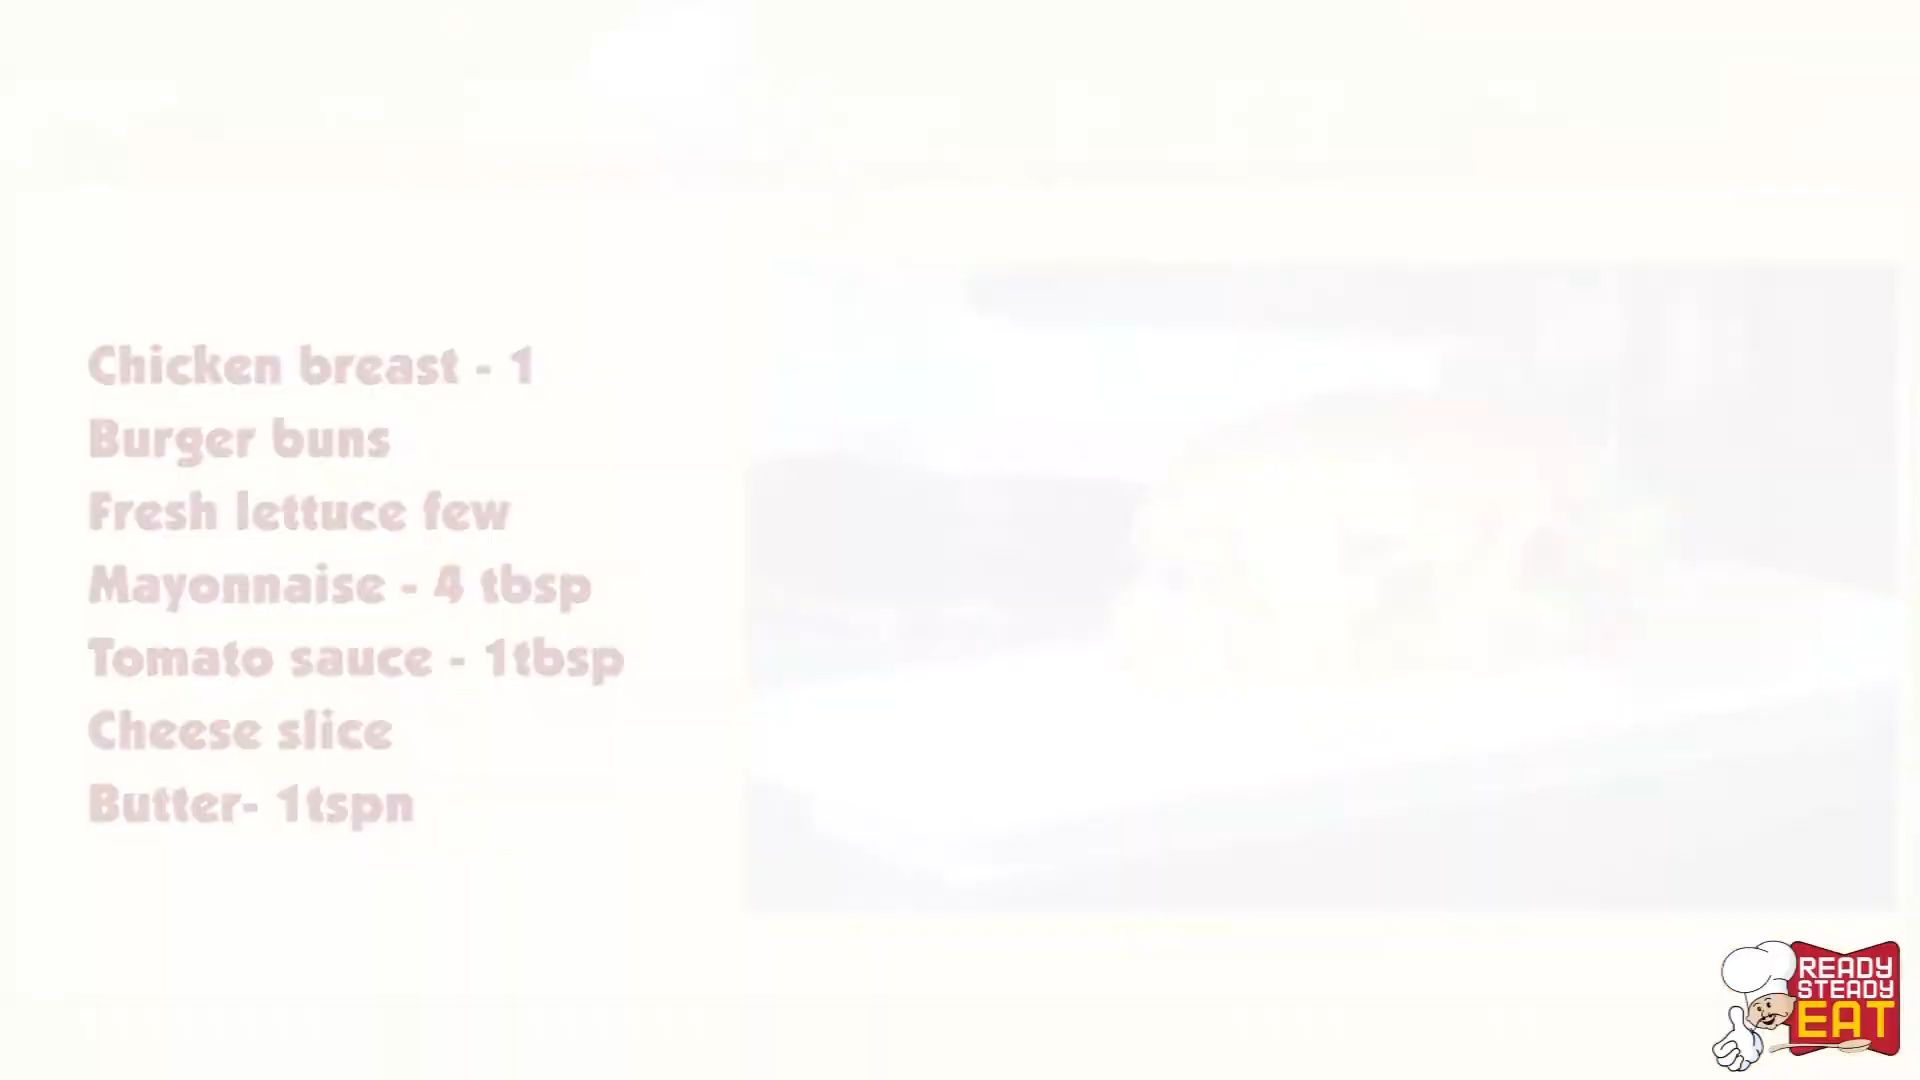 Chicken breast - 1
Burger buns
Fresh lettuce few
Mayonnaise - 4 tbsp
Tomato sauce - 1tbsp
Cheese slice
Butter- 1tspn
READY
STEADY
EAT